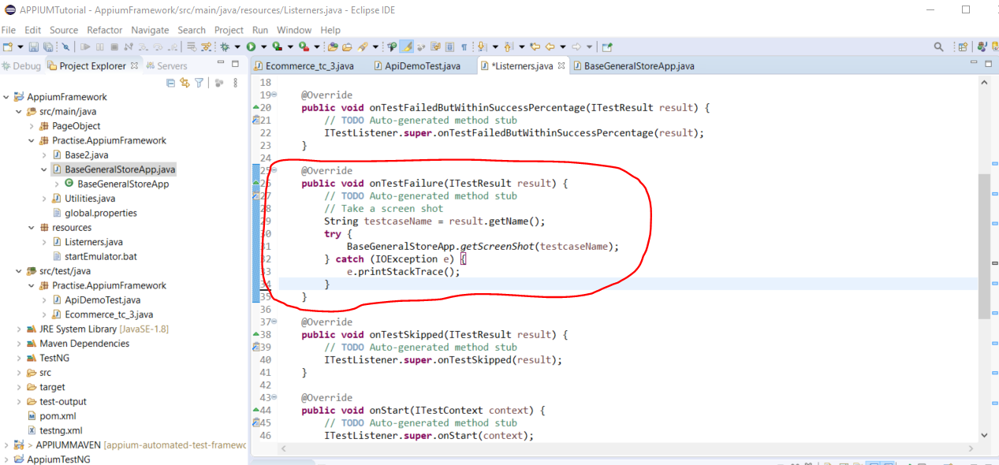 APPIUMTutorial - AppiumFramework/src/main/java/resources/Listerners.java - Eclipse IDE
File Edit Source Refactor Navigate Search Project Run Window Help
Debug Project Explorer Servers
AppiumFramework
src/main/java
PageObject
Practise.AppiumFramework
Base2.java
BaseGeneralStoreApp.java
BaseGeneralStoreApp
Utilities.java
global.properties
resources
Listerners.java
startEmulator.bat
src/test/java
Practise.AppiumFramework
ApiDemoTest.java
Ecommerce_tc_3.java
JRE System Library [JavaSE-1.8]
Maven Dependencies
TestNG
src
target
test-output
pom.xml
testng.xml
> APPIUMMAVEN [appium-automated-test-framewo
AppiumTestNG
Ecommerce_tc_3.java ApiDemoTest.java *Listerners.java BaseGeneralStoreApp.java
18
19 @Override
20 public void onTestFailedButWithinSuccessPercentage(ITestResult result) {
21 // TODO Auto-generated method stub
22 ITestListener.super.onTestFailedButWithinSuccessPercentage(result);
23 }
24
25 @Override
26 public void onTestFailure(ITestResult result) {
27 // TODO Auto-generated method stub
28 // Take a screen shot
29 String testcaseName = result.getName();
30 try {
31 BaseGeneralStoreApp.getScreenShot(testcaseName);
32 } catch (IOException e) {
33 e.printStackTrace();
34 }
35 }
36
37 @Override
38 public void onTestSkipped(ITestResult result) {
39 // TODO Auto-generated method stub
40 ITestListener.super.onTestSkipped(result);
41 }
42
43 @Override
44 public void onStart(ITestContext context) {
45 // TODO Auto-generated method stub
46 ITestListener.super.onStart(context);